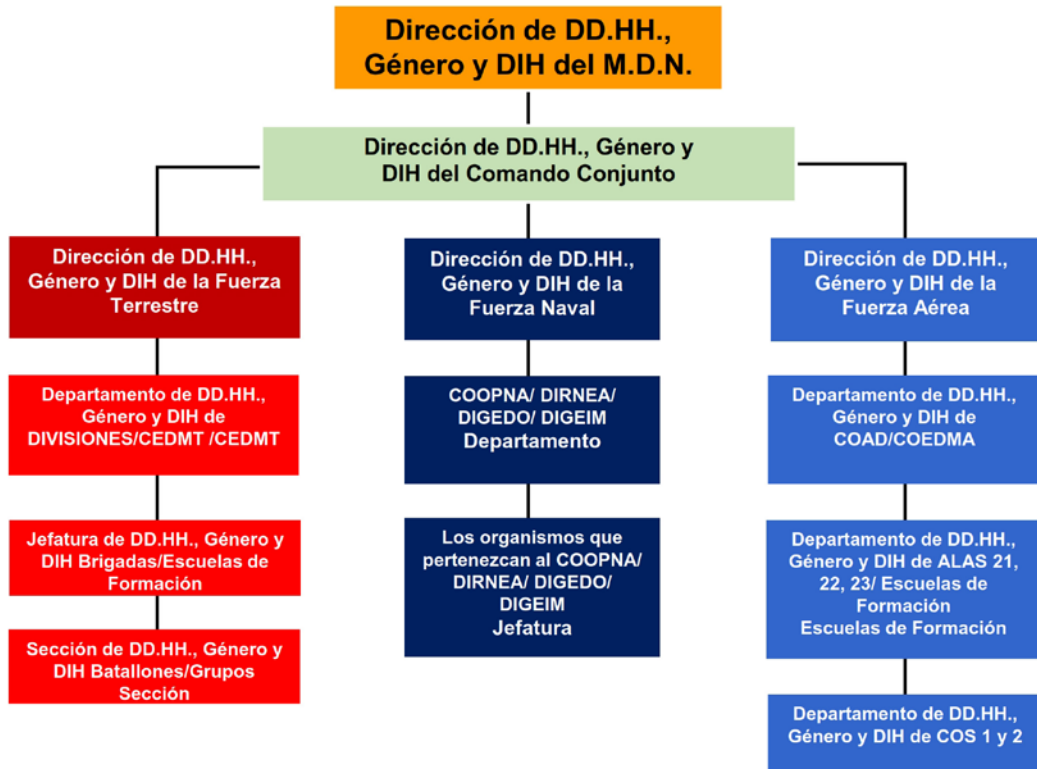 Dirección de DD.HH.,
Género y DIH del M.D.N.
Dirección de DD.HH., Género y
DIH del Comando Conjunto
Dirección de DD.HH.,
Género y DIH de la Fuerza
Terrestre
Dirección de DD.HH.,
Género y DIH de la
Fuerza Naval
Dirección de DD.HH.,
Género y DIH de la
Fuerza Aérea
Departamento de DD.HH.,
Género y DIH de
DIVISIONES/CEDMT /CEDMT
COOPNA/ DIRNEA/
DIGEDO/ DIGEIM
Departamento
Departamento de DD.HH.,
Género y DIH de
COAD/COEDMA
Jefatura de DD.HH., Género y
DIH Brigadas/Escuelas de
Formación
Los organismos que
pertenezcan al COOPNA/
DIRNEA/ DIGEDO/
DIGEIM
Jefatura
Departamento de DD.HH.,
Género y DIH de ALAS 21,
22, 23/ Escuelas de
Formación
Escuelas de Formación
Sección de DD.HH., Género y
DIH Batallones/Grupos
Sección
Departamento de DD.HH.,
Género y DIH de COS 1 y 2